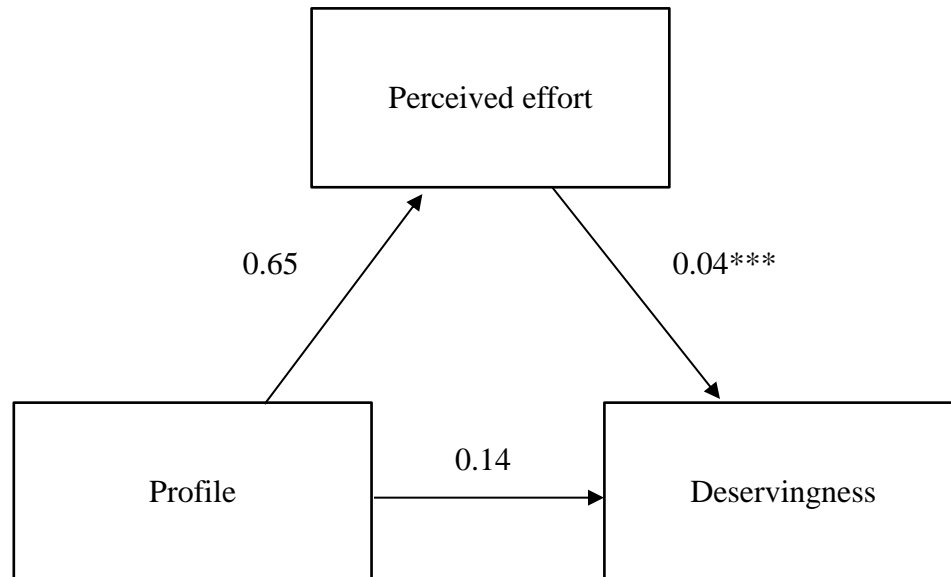 Perceived effort
0.65
0.04***
0.14
Profile
Deservingness